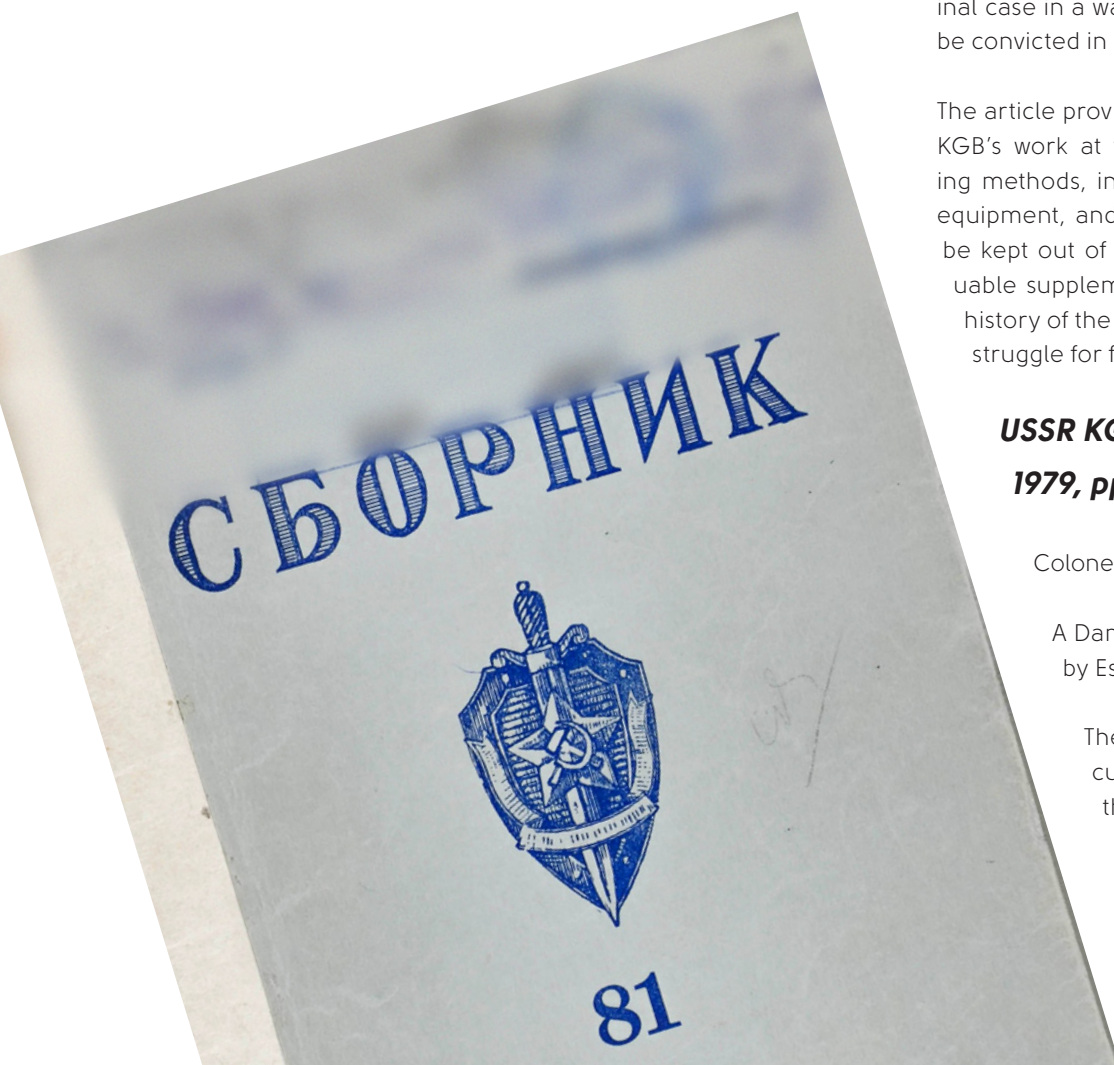 СБОРНИК
81
inal case in a wa
be convicted in
The article prov
KGB's work at
ing methods, in
equipment, and
be kept out of
uable supplem
history of the
struggle for f
USSR KG
1979, pp
Colone
A Dan
by Es
The
cu
th